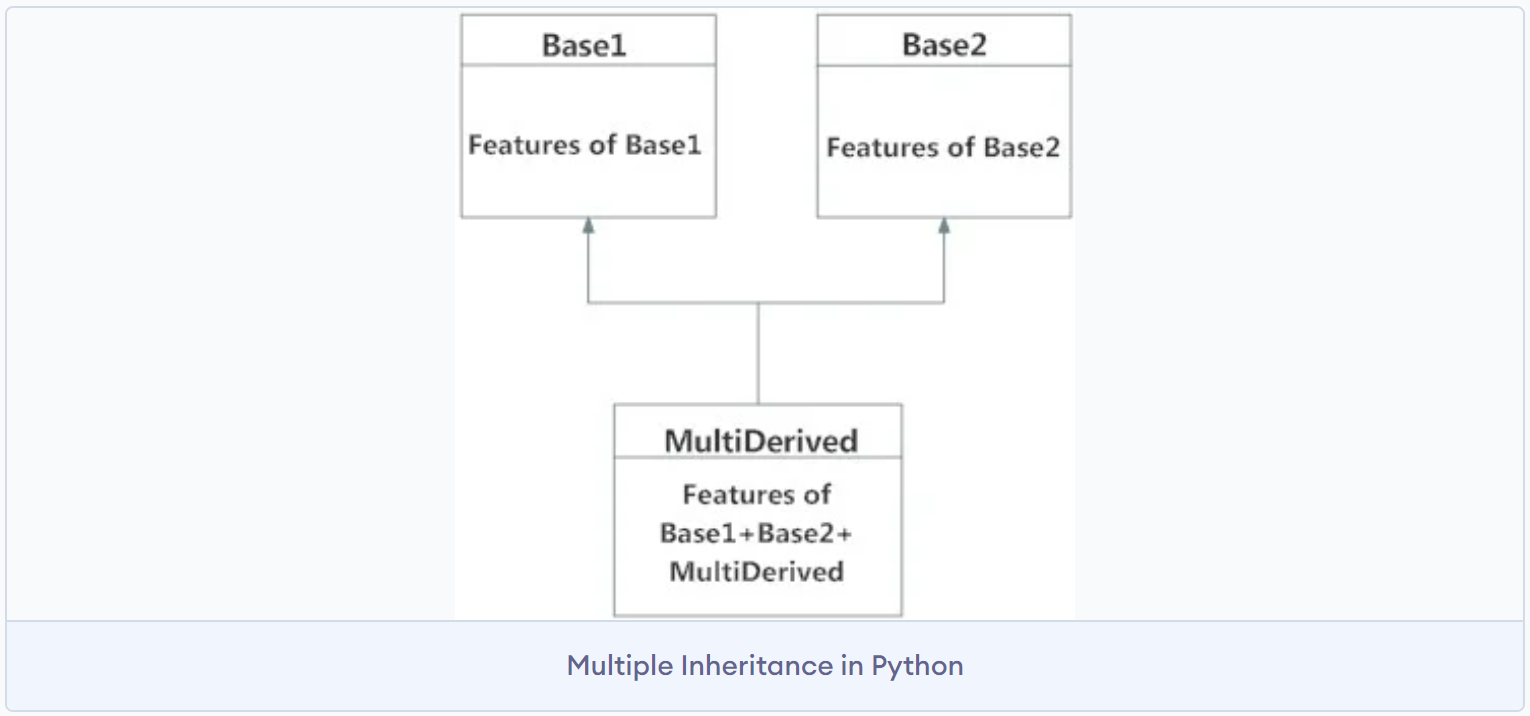 Base1
Features of Base1
Base2
Features of Base2
MultiDerived
Features of
Base1+Base2+
MultiDerived
Multiple Inheritance in Python